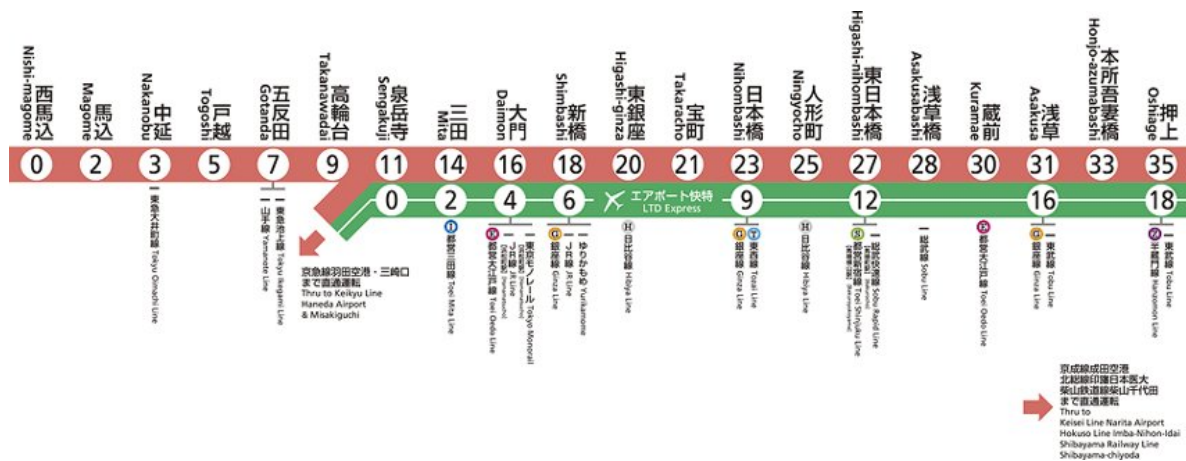 西馬込
Nishi-magome
馬込
Magome
中延
Nakanobu
戸越
Togoshi
五反田
Gotanda
高輪台
Takanawadai
泉岳寺
Sengakuji
三田
Mita
大門
Daimon
新橋
Shimbashi
東銀座
Higashi-ginza
宝町
Takaracho
日本橋
Nihombashi
人形町
Ningyocho
東日本橋
Higashi-nihombashi
浅草橋
Asakusabashi
蔵前
Kuramae
浅草
Asakusa
本所吾妻橋
Honjo-azumabashi
押上
Oshiage
0 2 3 5 7 9 11 14 16 18 20 21 23 25 27 28 30 31 33 35
0 2 4 6 エアポート快特 9 12 16 18
LTD Express
東急大井町線 Tokyu Oimachi Line
東急池上線 Tokyu Ikegami Line
山手線 Yamanote Line
I 都営三田線 Toei Mita Line
東京モノレール Tokyo Monorail
JR Line
E 都営大江戸線 Toei Oedo Line
ゆりかもめ Yurikamome
JR Line
G 銀座線 Ginza Line
H 日比谷線 Hibiya Line
T 東西線 Tozai Line
G 銀座線 Ginza Line
H 日比谷線 Hibiya Line
総武快速線 Sobu Rapid Line
S 都営新宿線 Toei Shinjuku Line
総武線 Sobu Line
E 都営大江戸線 Toei Oedo Line
東武線 Tobu Line
G 銀座線 Ginza Line
東武線 Tobu Line
Z 半蔵門線 Hanzomon Line
京急線羽田空港・三崎口
まで直通運転
Thru to Keikyu Line
Haneda Airport
& Misakiguchi
京成線成田空港
北総線印旛日本医大
芝山鉄道線芝山千代田
まで直通運転
Thru to
Keisei Line Narita Airport
Hokuso Line Imba-Nihon-Idai
Shibayama Railway Line
Shibayama-chiyoda